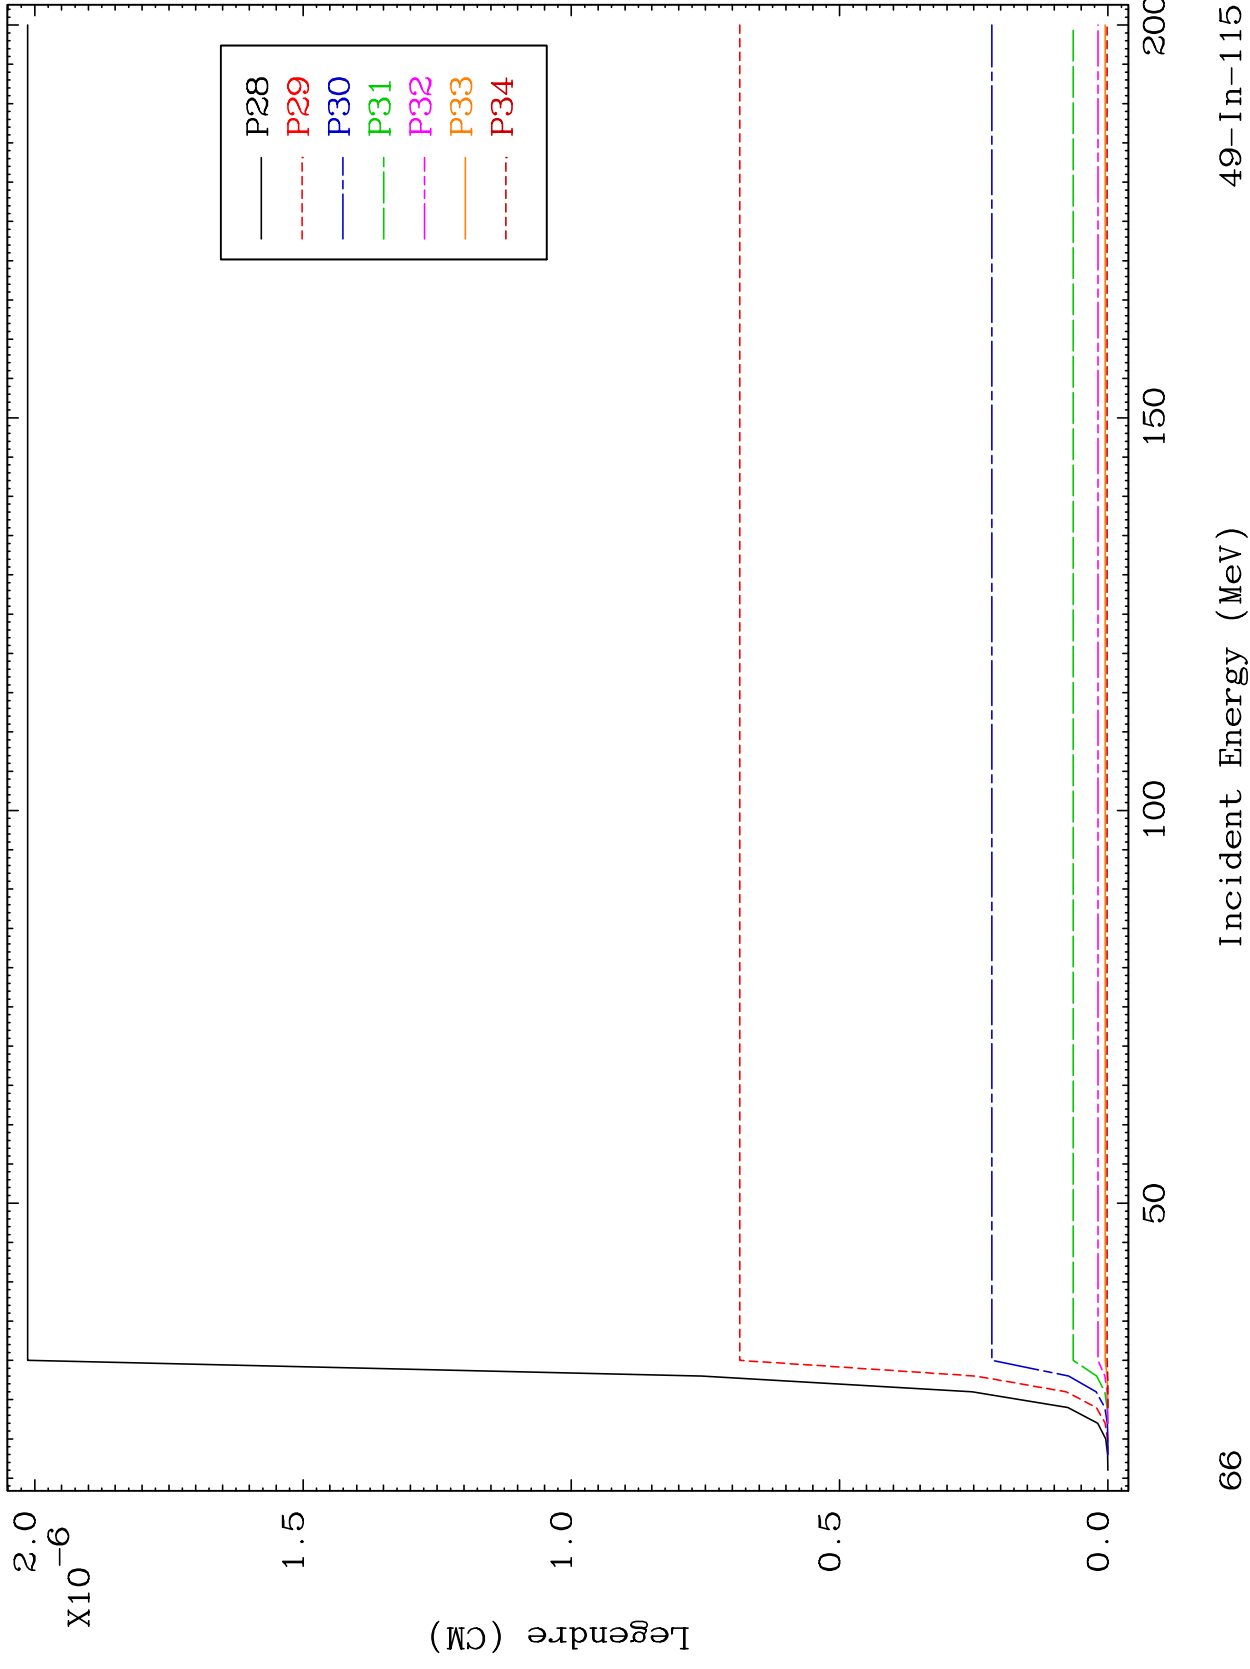 2.0
1.5
1.0
0.5
0.0
X10
-6
Legendre (CM)
P28
P29
P30
P31
P32
P33
P34
50
100
150
200
Incident Energy (MeV)
66
49-In-115